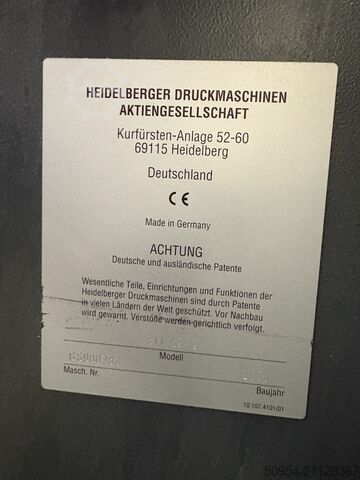 HEIDELBERGER DRUCKMASCHINEN
AKTIENGESELLSCHAFT
Kurfürsten-Anlage 52-60
69115 Heidelberg
Deutschland
CE
Made in Germany
ACHTUNG
Deutsche und ausländische Patente
Wesentliche Teile, Einrichtungen und Funktionen der
Heidelberger Druckmaschinen sind durch Patente
in vielen Ländern der Welt geschützt. Vor Nachbau
wird gewarnt. Verstöße werden gerichtlich verfolgt.
Modell
Masch. Nr.
Baujahr
10.107.4101/01
50954-21128367